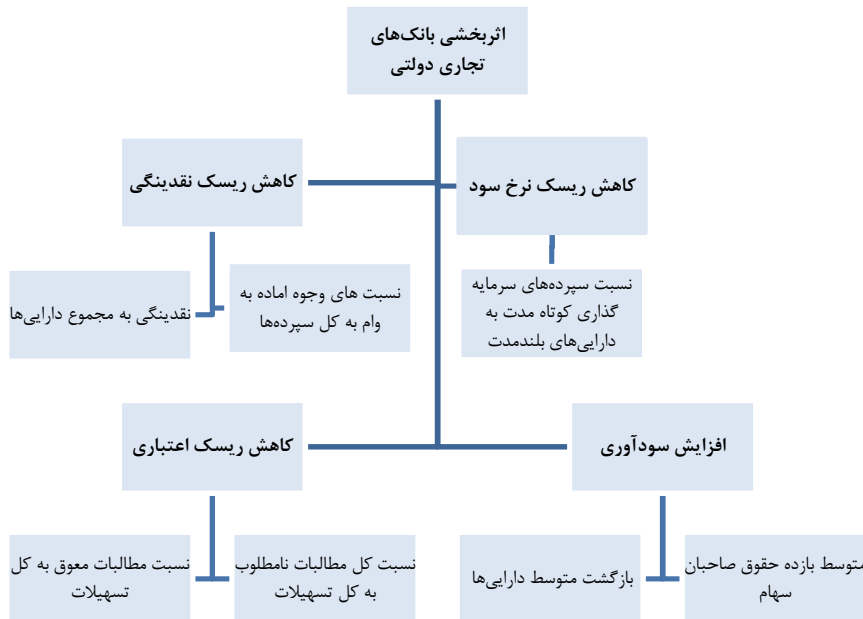 اثربخشی بانک‌های
تجاری دولتی
کاهش ریسک نرخ سود
کاهش ریسک نقدینگی
نسبت سپرده‌های سرمایه
گذاری کوتاه مدت به
دارایی‌های بلندمدت
نسبت های وجوه اماده به
وام به کل سپرده‌ها
نقدینگی به مجموع دارایی‌ها
افزایش سودآوری
کاهش ریسک اعتباری
متوسط بازده حقوق صاحبان
سهام
بازگشت متوسط دارایی‌ها
نسبت کل مطالبات نامطلوب
به کل تسهیلات
نسبت مطالبات معوق به کل
تسهیلات